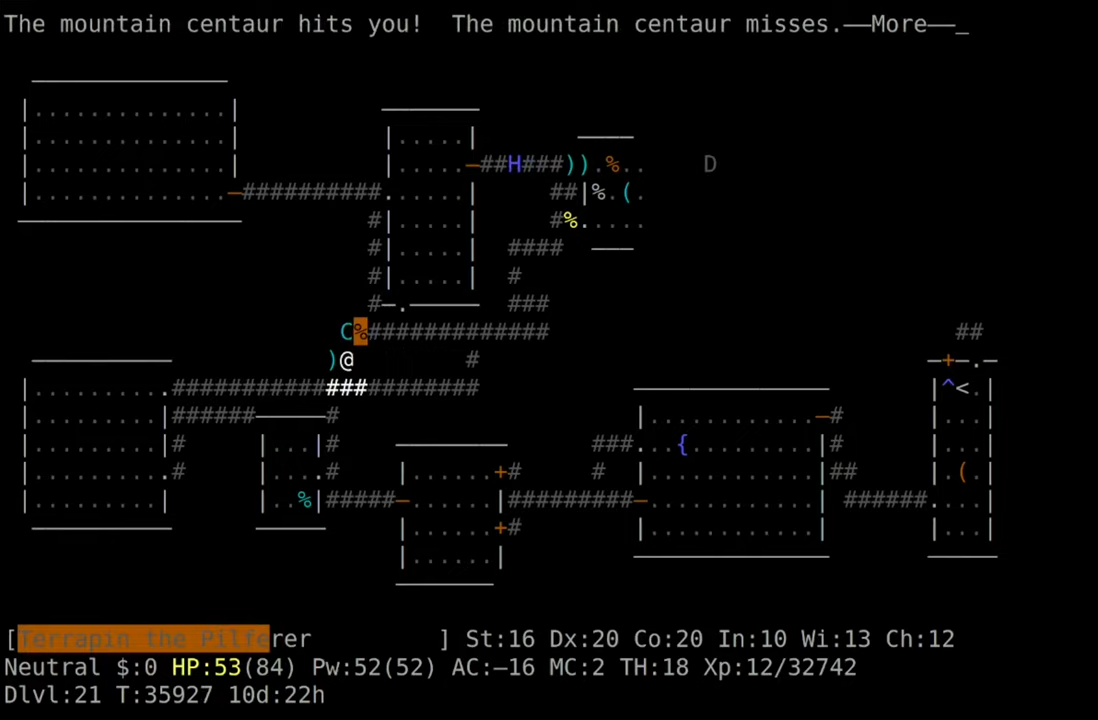 The mountain centaur hits you!  The mountain centaur misses.--More--_
[Terrapin the Pilferer          ] St:16 Dx:20 Co:20 In:10 Wi:13 Ch:12
Neutral $:0 HP:53(84) Pw:52(52) AC:-16 MC:2 TH:18 Xp:12/32742
Dlvl:21 T:35927 10d:22h